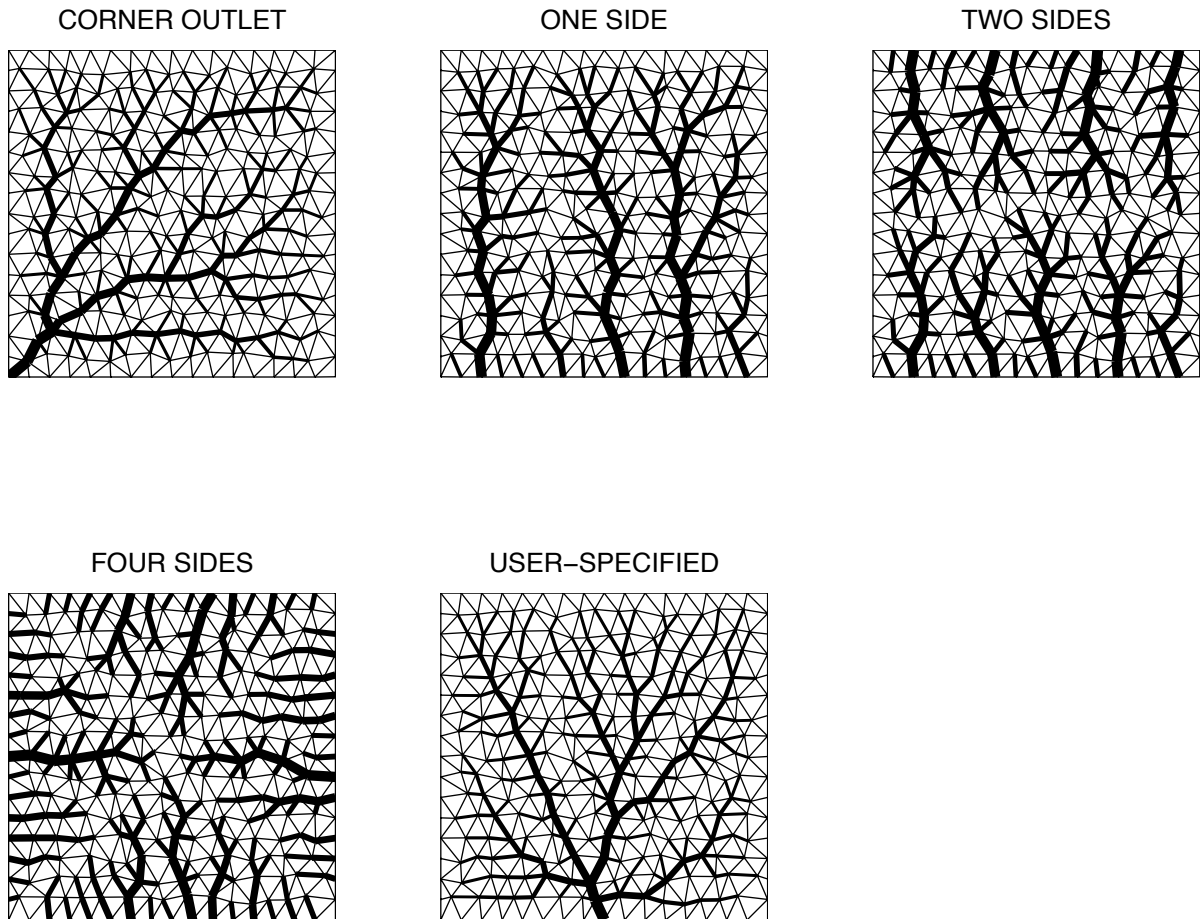 CORNER OUTLET
ONE SIDE
TWO SIDES
FOUR SIDES
USER−SPECIFIED